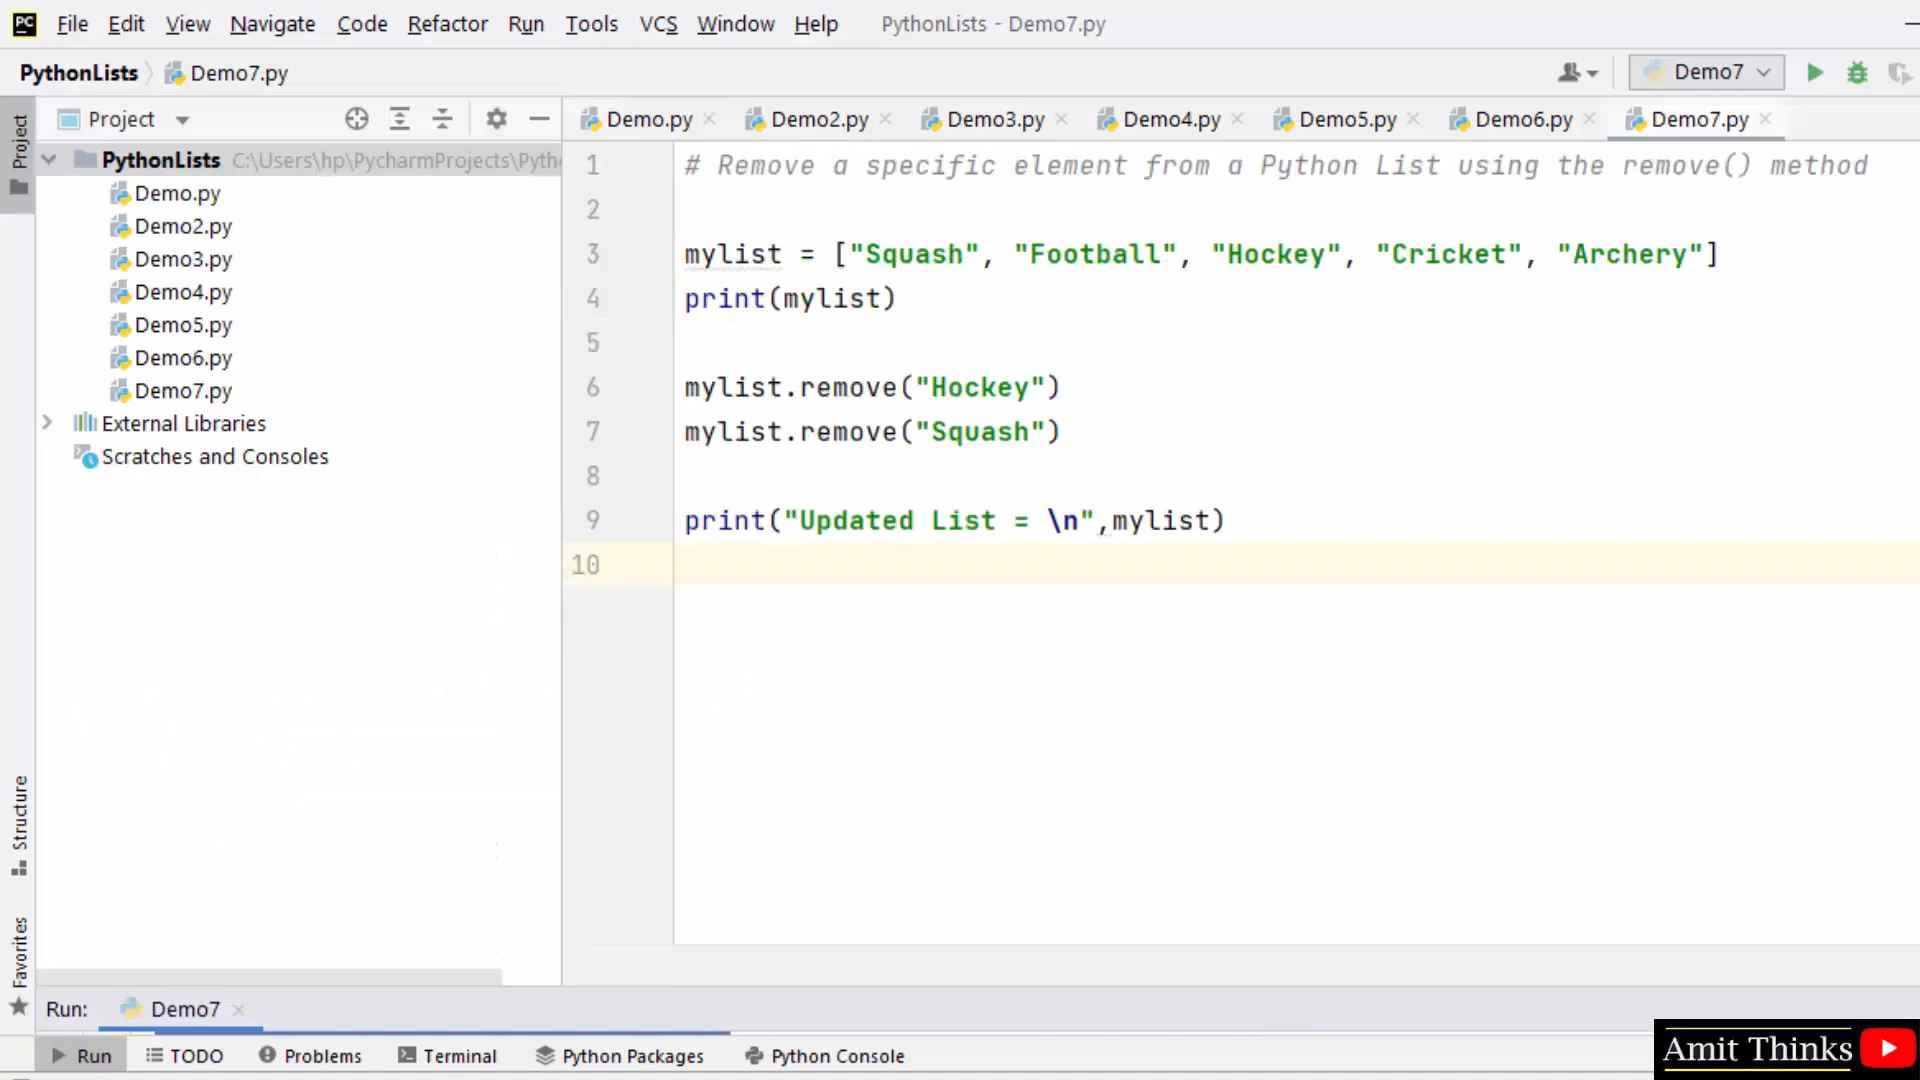 PC File Edit View Navigate Code Refactor Run Tools VCS Window Help PythonLists - Demo7.py
PythonLists Demo7.py Demo7
Project Project Demo.py Demo2.py Demo3.py Demo4.py Demo5.py Demo6.py Demo7.py
PythonLists C:\Users\hp\PycharmProjects\Pyth
Demo.py
Demo2.py
Demo3.py
Demo4.py
Demo5.py
Demo6.py
Demo7.py
External Libraries
Scratches and Consoles
1 # Remove a specific element from a Python List using the remove() method
2
3 mylist = ["Squash", "Football", "Hockey", "Cricket", "Archery"]
4 print(mylist)
5
6 mylist.remove("Hockey")
7 mylist.remove("Squash")
8
9 print("Updated List = \n",mylist)
10
Structure
Favorites
Run: Demo7
Run TODO Problems Terminal Python Packages Python Console
Amit Thinks